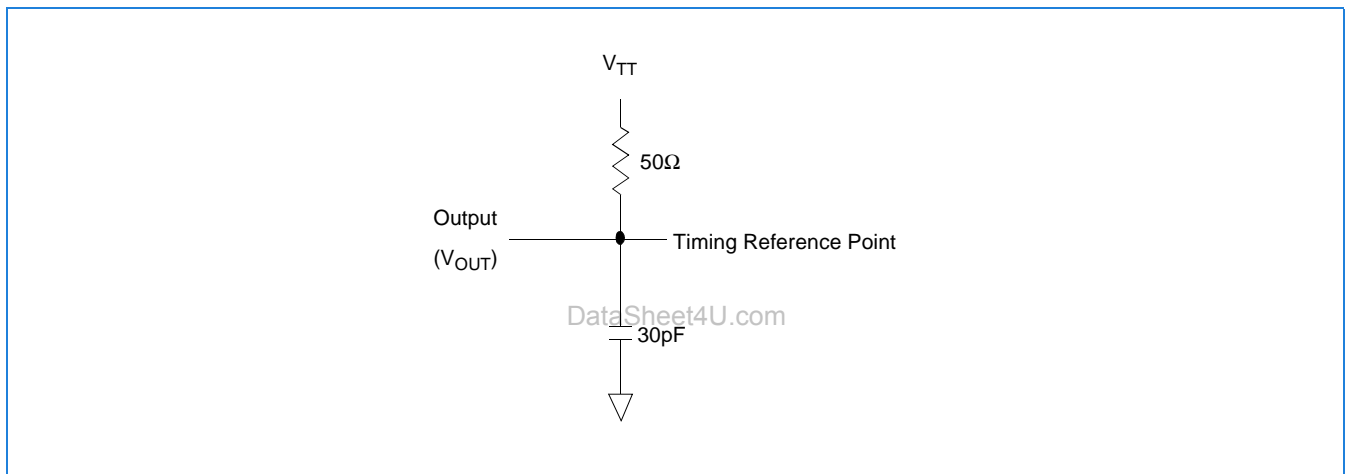 VTT
50Ω
Output
(VOUT)
Timing Reference Point
DataSheet4U.com
30pF